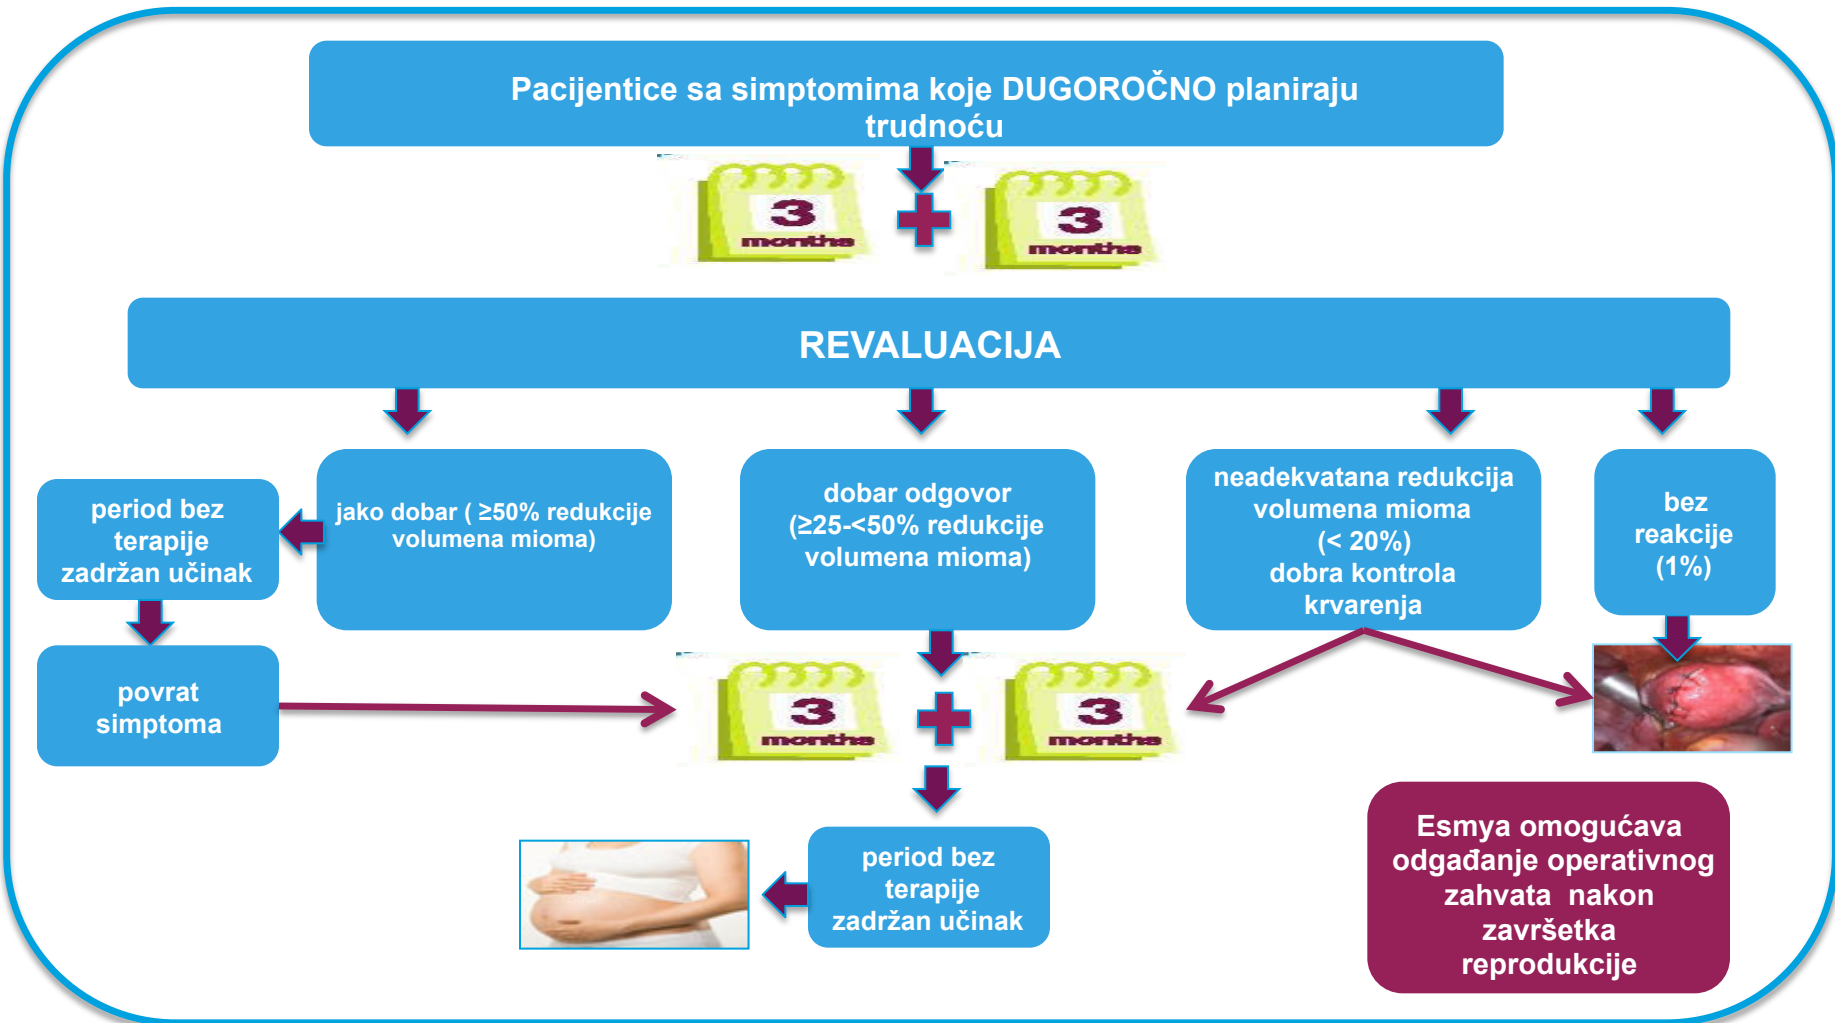 Pacijentice sa simptomima koje DUGOROČNO planiraju
trudnoću
3
months
3
months
REVALUACIJA
period bez
terapije
zadržan učinak
jako dobar ( ≥50% redukcije
volumena mioma)
dobar odgovor
(≥25-<50% redukcije
volumena mioma)
neadekvatana redukcija
volumena mioma
(< 20%)
dobra kontrola
krvarenja
bez
reakcije
(1%)
povrat
simptoma
3
months
3
months
period bez
terapije
zadržan učinak
Esmya omogućava
odgađanje operativnog
zahvata nakon
završetka
reprodukcije